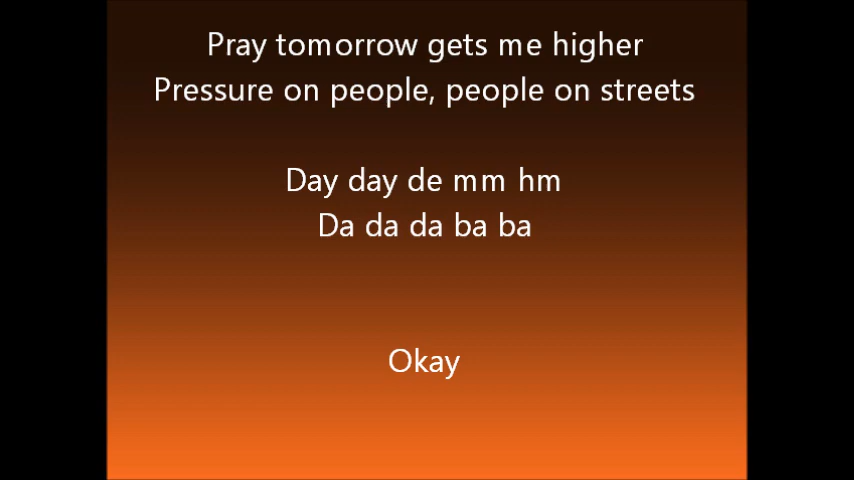 Pray tomorrow gets me higher
Pressure on people, people on streets
Day day de mm hm
Da da da ba ba
Okay